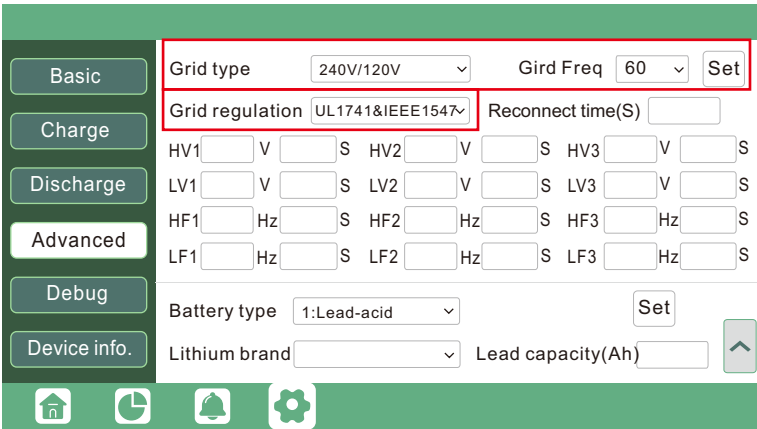 Basic
Charge
Discharge
Advanced
Debug
Device info.
Grid type 240V/120V Gird Freq 60 Set
Grid regulation UL1741&IEEE1547 Reconnect time(S)
HV1 V S HV2 V S HV3 V S
LV1 V S LV2 V S LV3 V S
HF1 Hz S HF2 Hz S HF3 Hz S
LF1 Hz S LF2 Hz S LF3 Hz S
Battery type 1:Lead-acid Set
Lithium brand Lead capacity(Ah)